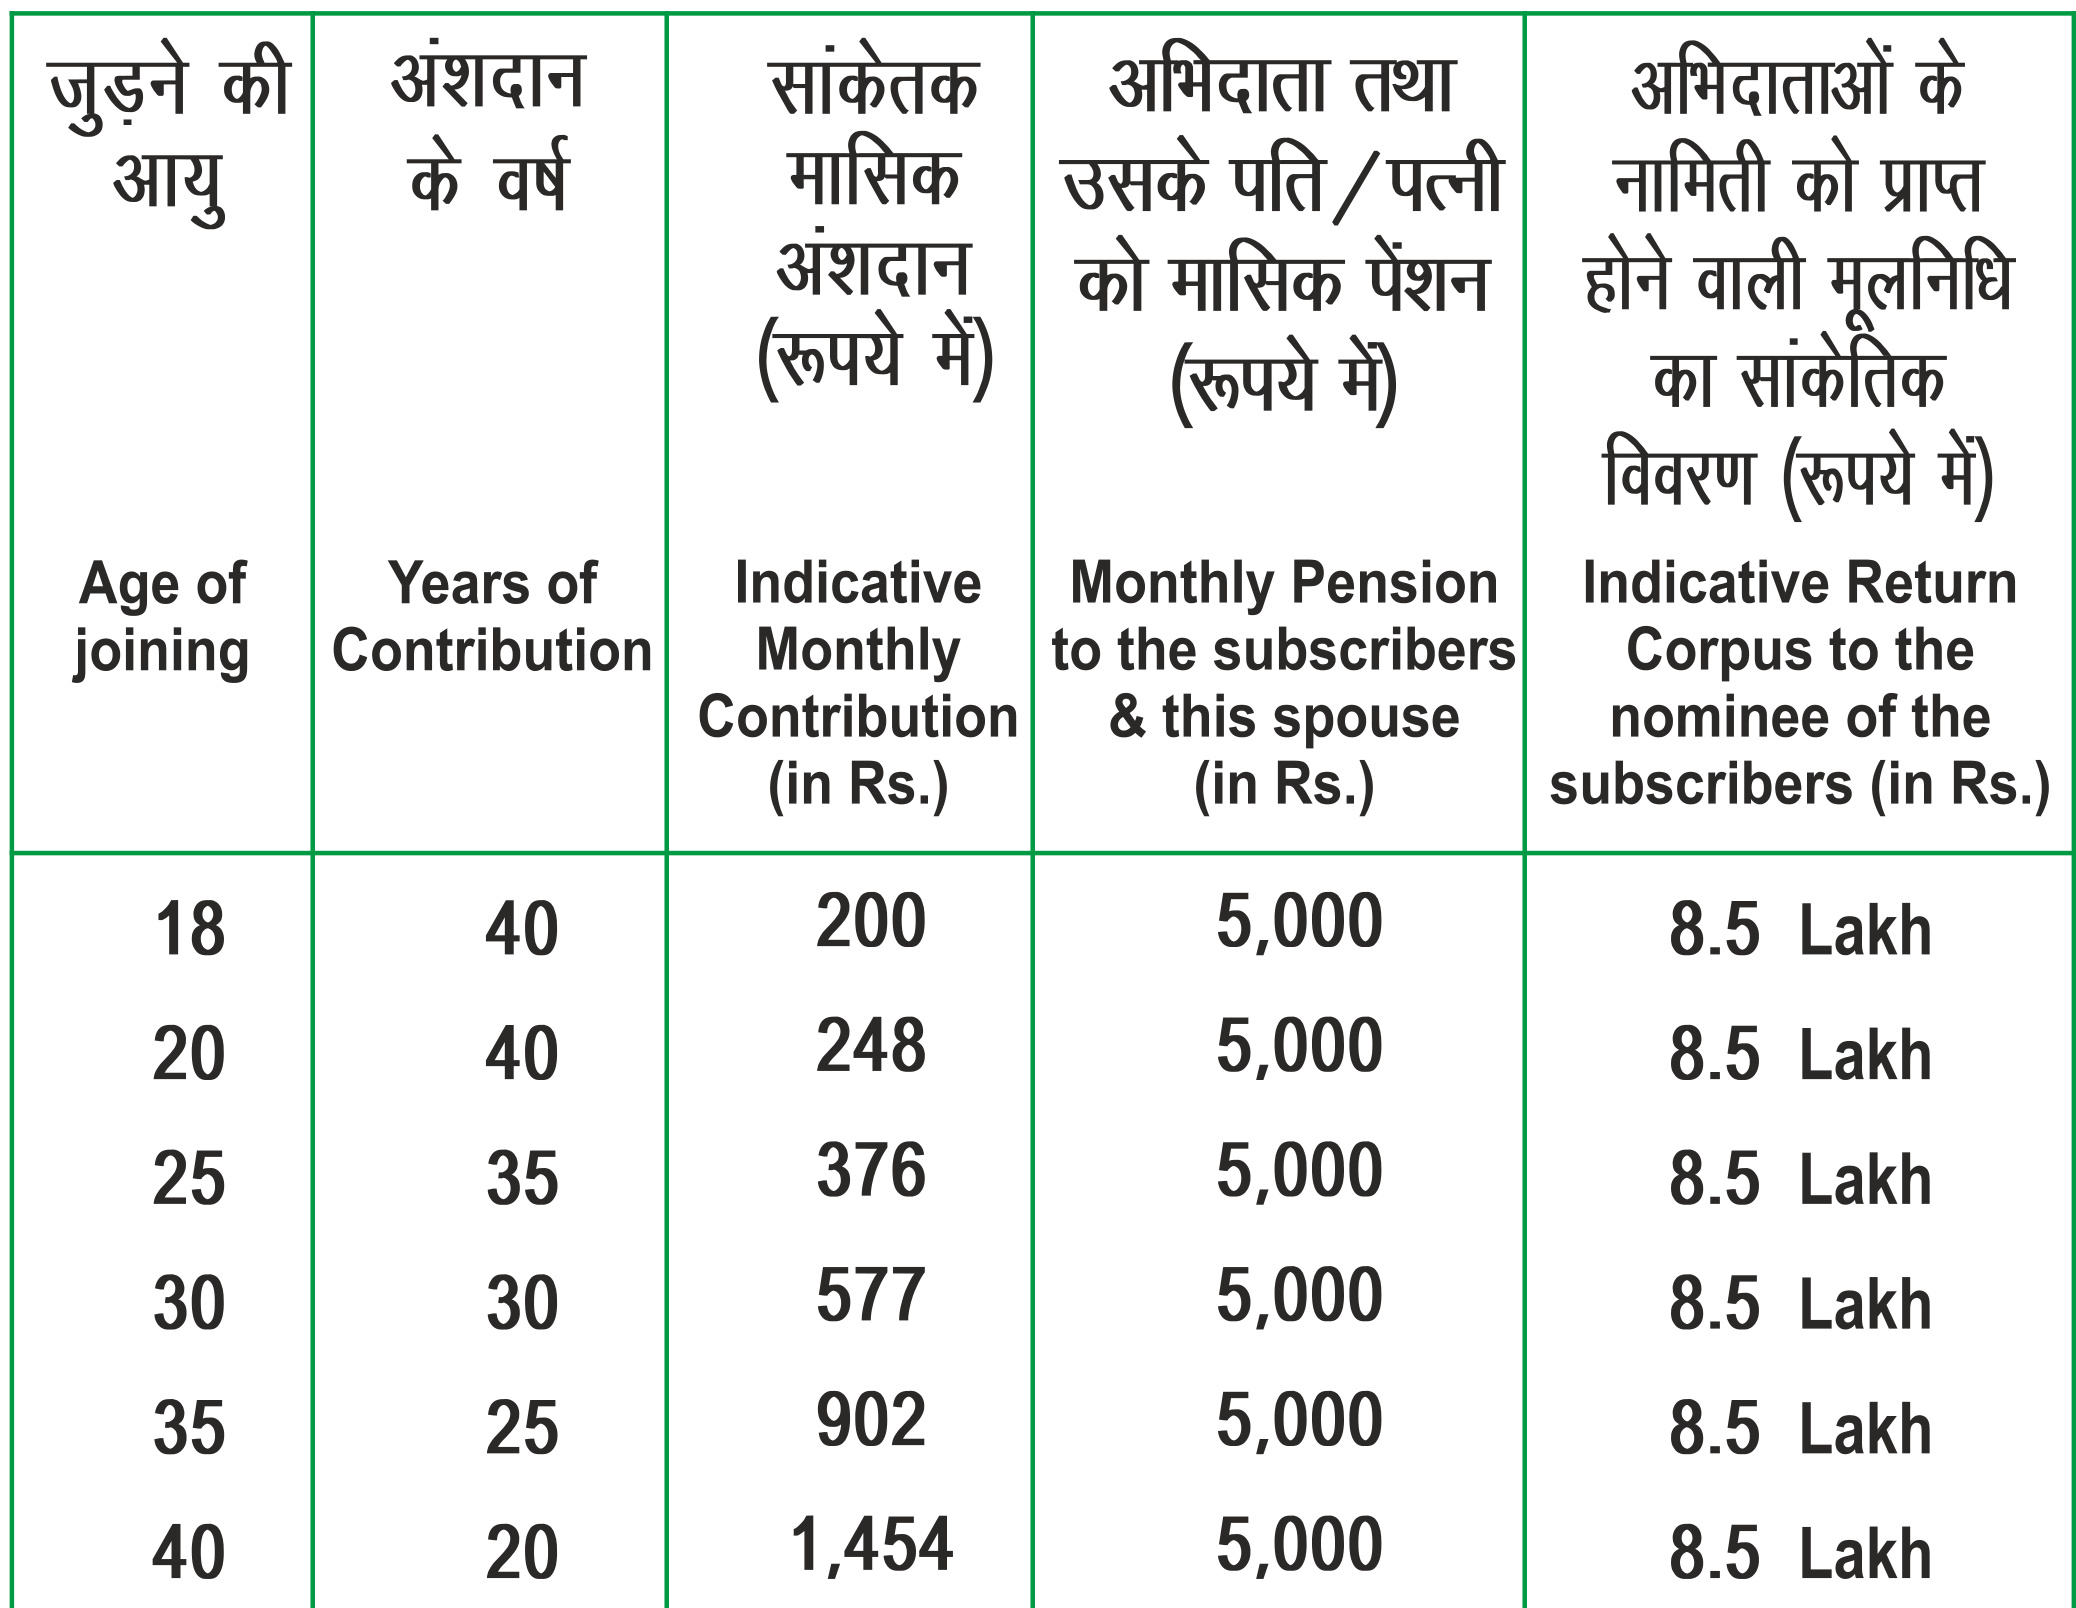 जुड़ने की
आयु
Age of
joining
अंशदान
के वर्ष
Years of
Contribution
सांकेतक
मासिक
अंशदान
(रूपये में)
Indicative
Monthly
Contribution
(in Rs.)
अभिदाता तथा
उसके पति/पत्नी
को मासिक पेंशन
(रूपये में)
Monthly Pension
to the subscribers
& this spouse
(in Rs.)
अभिदाताओं के
नामिती को प्राप्त
होने वाली मूलनिधि
का सांकेतिक
विवरण (रूपये में)
Indicative Return
Corpus to the
nominee of the
subscribers (in Rs.)
18 40 200 5,000 8.5 Lakh
20 40 248 5,000 8.5 Lakh
25 35 376 5,000 8.5 Lakh
30 30 577 5,000 8.5 Lakh
35 25 902 5,000 8.5 Lakh
40 20 1,454 5,000 8.5 Lakh